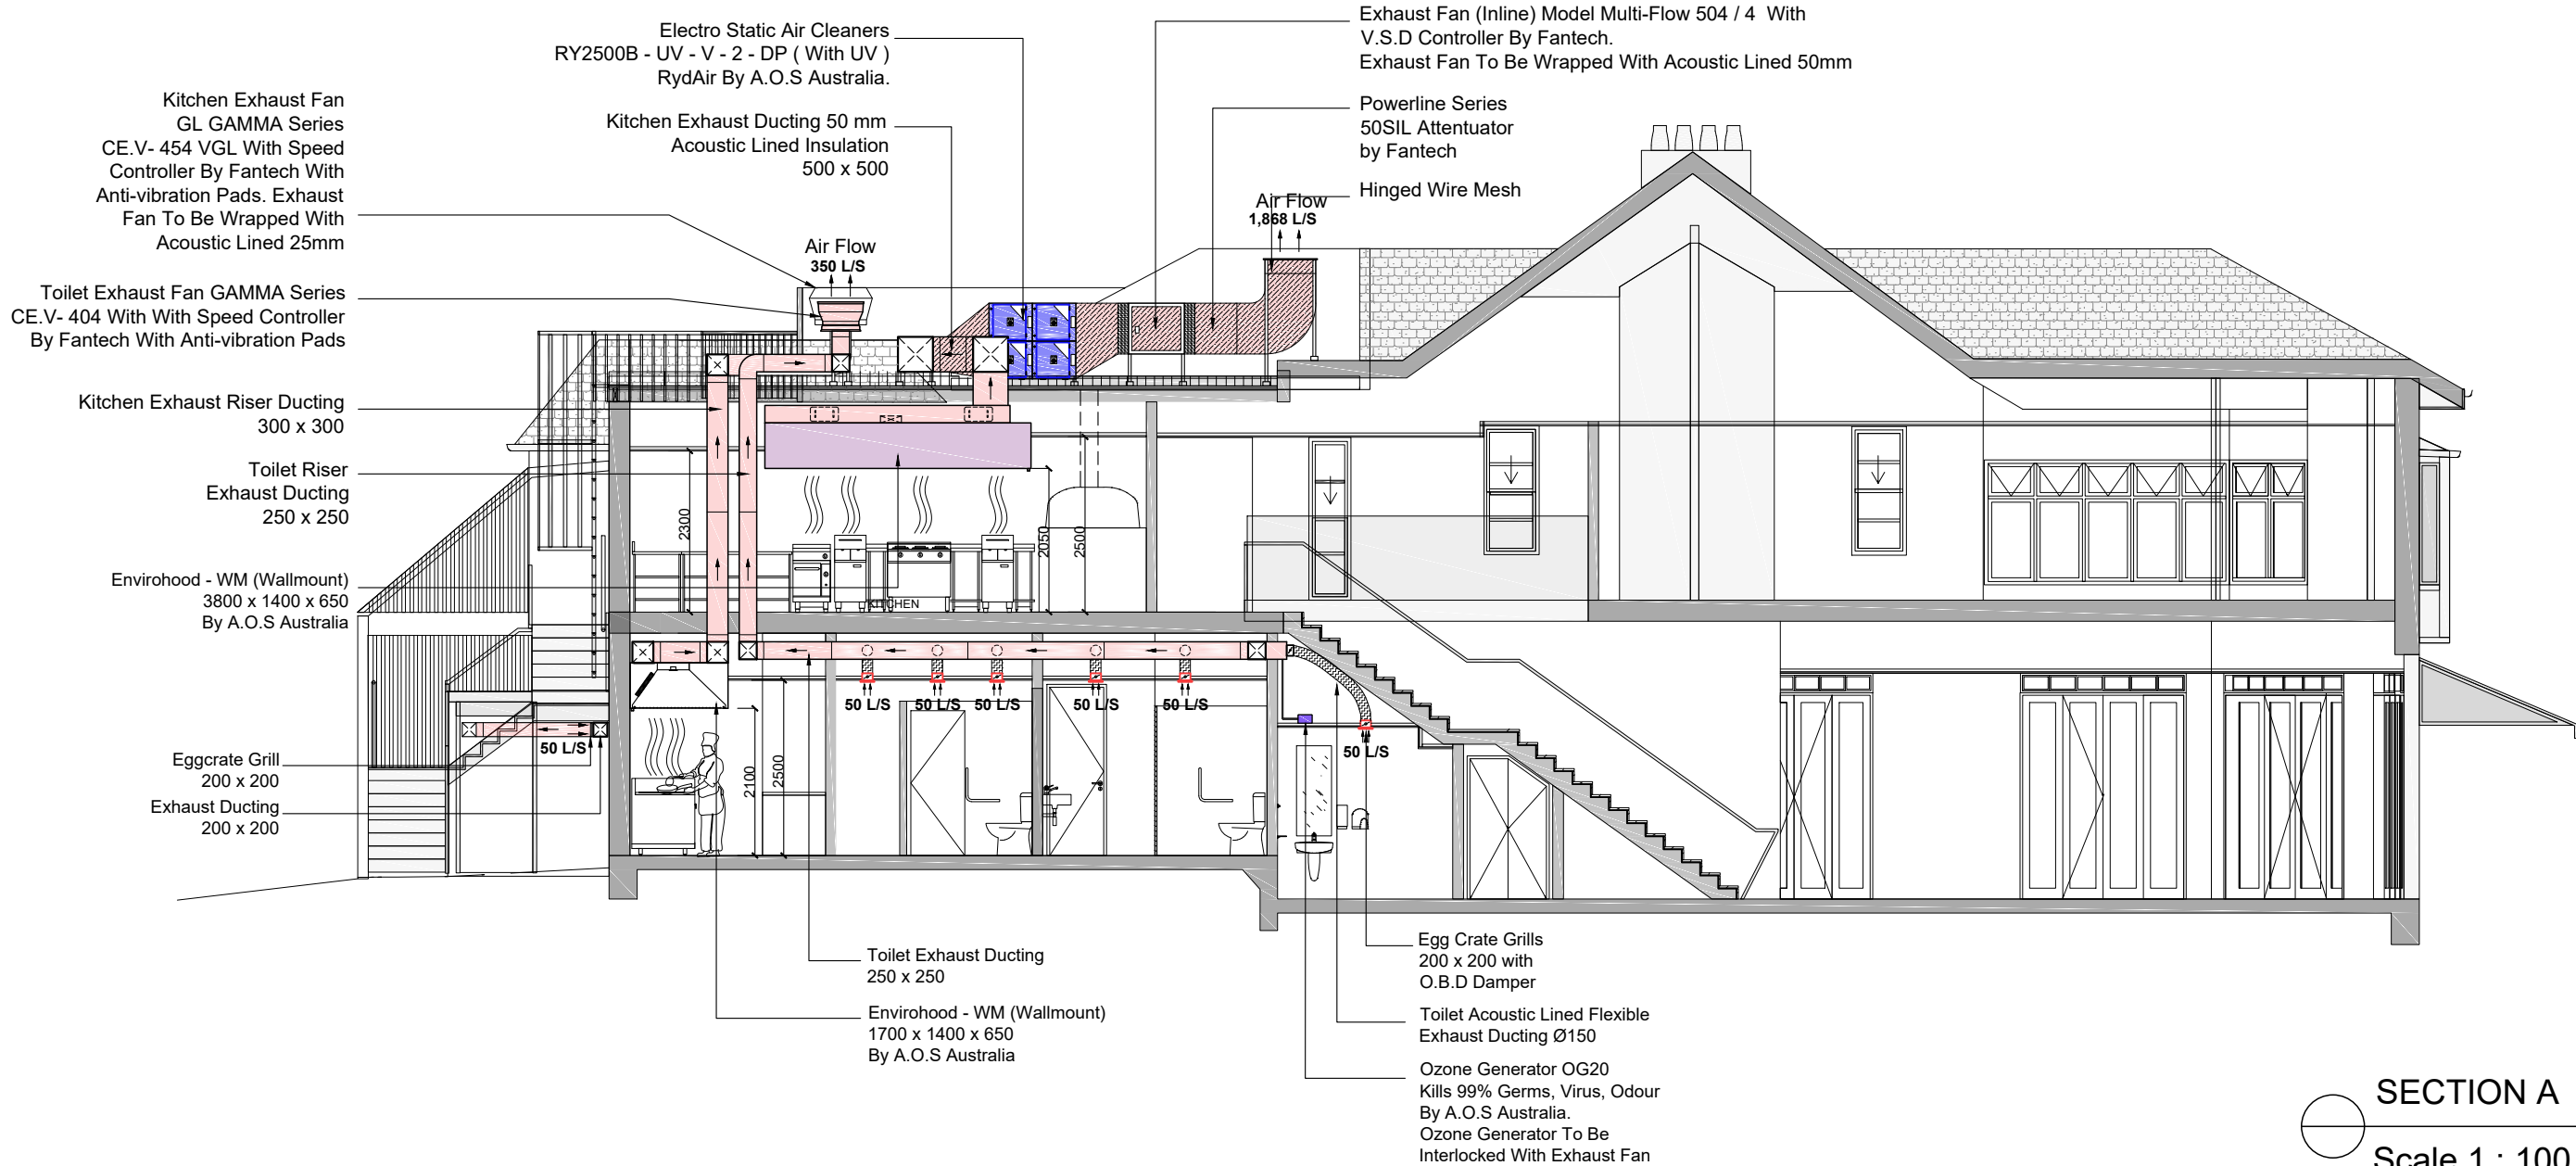 Exhaust Fan (Inline) Model Multi-Flow 504 / 4 With
V.S.D Controller By Fantech.
Exhaust Fan To Be Wrapped With Acoustic Lined 50mm
Electro Static Air Cleaners
RY2500B - UV - V - 2 - DP ( With UV )
RydAir By A.O.S Australia.
Kitchen Exhaust Fan
GL GAMMA Series
CE.V- 454 VGL With Speed
Controller By Fantech With
Anti-vibration Pads. Exhaust
Fan To Be Wrapped With
Acoustic Lined 25mm
Kitchen Exhaust Ducting 50 mm
Acoustic Lined Insulation
500 x 500
Powerline Series
50SIL Attentuator
by Fantech
Hinged Wire Mesh
Air Flow
1,868 L/S
Air Flow
350 L/S
Toilet Exhaust Fan GAMMA Series
CE.V- 404 With With Speed Controller
By Fantech With Anti-vibration Pads
Kitchen Exhaust Riser Ducting
300 x 300
Toilet Riser
Exhaust Ducting
250 x 250
2300
2050
2500
Envirohood - WM (Wallmount)
3800 x 1400 x 650
By A.O.S Australia
KITCHEN
50 L/S
50 L/S
50 L/S
50 L/S
50 L/S
50 L/S
50 L/S
2100
2500
Eggcrate Grill
200 x 200
Exhaust Ducting
200 x 200
Toilet Exhaust Ducting
250 x 250
Envirohood - WM (Wallmount)
1700 x 1400 x 650
By A.O.S Australia
Egg Crate Grills
200 x 200 with
O.B.D Damper
Toilet Acoustic Lined Flexible
Exhaust Ducting Ø150
Ozone Generator OG20
Kills 99% Germs, Virus, Odour
By A.O.S Australia.
Ozone Generator To Be
Interlocked With Exhaust Fan
SECTION A
Scale 1 : 100